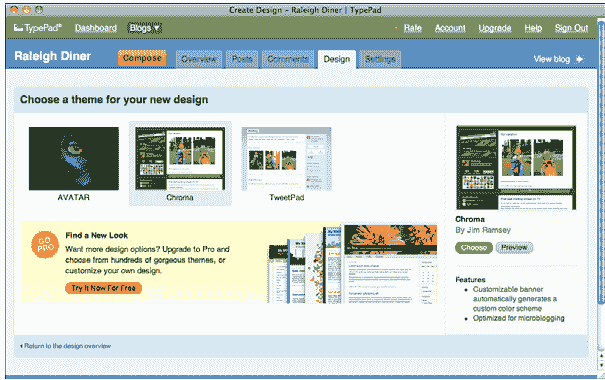 Create Design – Raleigh Diner | TypePad
TypePad Dashboard Blogs Rate Account Upgrade Help Sign Out
Raleigh Diner Compose Overview Posts Comments Design Settings View blog
Choose a theme for your new design
AVATAR Chroma TweetPad
Chroma
By Jim Ramsey
Choose Preview
GO PRO
Find a New Look
Want more design options? Upgrade to Pro and
choose from hundreds of gorgeous themes, or
customize your own design.
Try It Now For Free
Features
Customizable banner
automatically generates a
custom color scheme
Optimized for microblogging
Return to the design overview